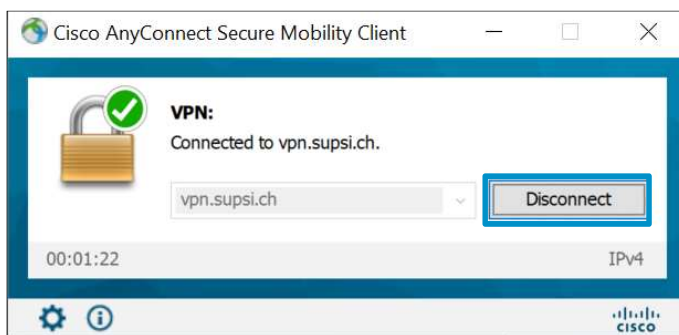 Cisco AnyConnect Secure Mobility Client
VPN:
Connected to vpn.supsi.ch.
vpn.supsi.ch
Disconnect
00:01:22
IPv4
cisco